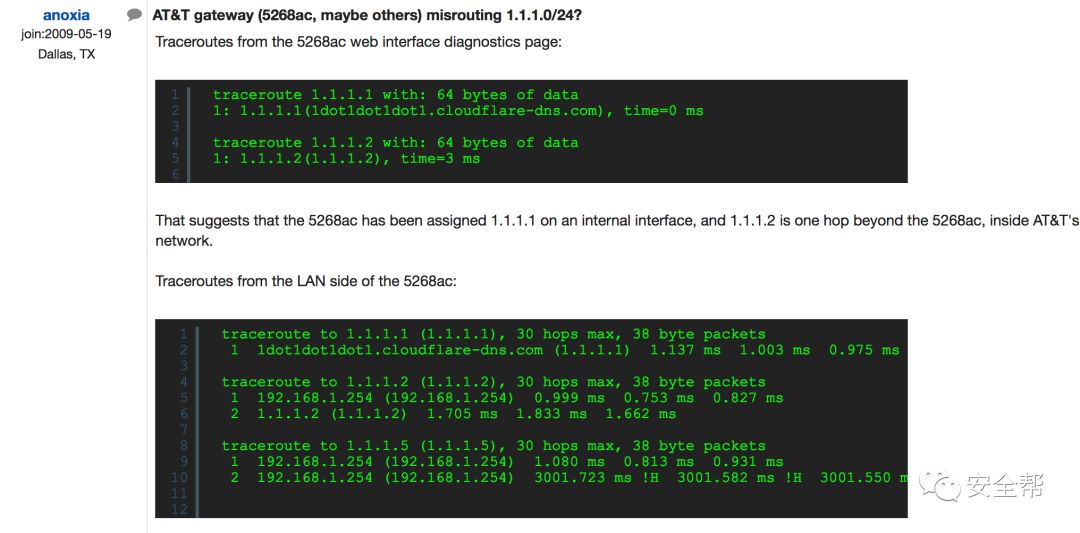 anoxia
join:2009-05-19
Dallas, TX
AT&T gateway (5268ac, maybe others) misrouting 1.1.1.0/24?
Traceroutes from the 5268ac web interface diagnostics page:
1 traceroute 1.1.1.1 with: 64 bytes of data
2 1: 1.1.1.1(1dot1dot1dot1.cloudflare-dns.com), time=0 ms
3
4 traceroute 1.1.1.2 with: 64 bytes of data
5 1: 1.1.1.2(1.1.1.2), time=3 ms
6
That suggests that the 5268ac has been assigned 1.1.1.1 on an internal interface, and 1.1.1.2 is one hop beyond the 5268ac, inside AT&T's
network.
Traceroutes from the LAN side of the 5268ac:
1 traceroute to 1.1.1.1 (1.1.1.1), 30 hops max, 38 byte packets
2 1 1dot1dot1dot1.cloudflare-dns.com (1.1.1.1) 1.137 ms 1.003 ms 0.975 ms
3
4 traceroute to 1.1.1.2 (1.1.1.2), 30 hops max, 38 byte packets
5 1 192.168.1.254 (192.168.1.254) 0.999 ms 0.753 ms 0.827 ms
6 2 1.1.1.2 (1.1.1.2) 1.705 ms 1.833 ms 1.662 ms
7
8 traceroute to 1.1.1.5 (1.1.1.5), 30 hops max, 38 byte packets
9 1 192.168.1.254 (192.168.1.254) 1.080 ms 0.813 ms 0.931 ms
10 2 192.168.1.254 (192.168.1.254) 3001.723 ms !H 3001.582 ms !H 3001.550 m
11
12
安全帮